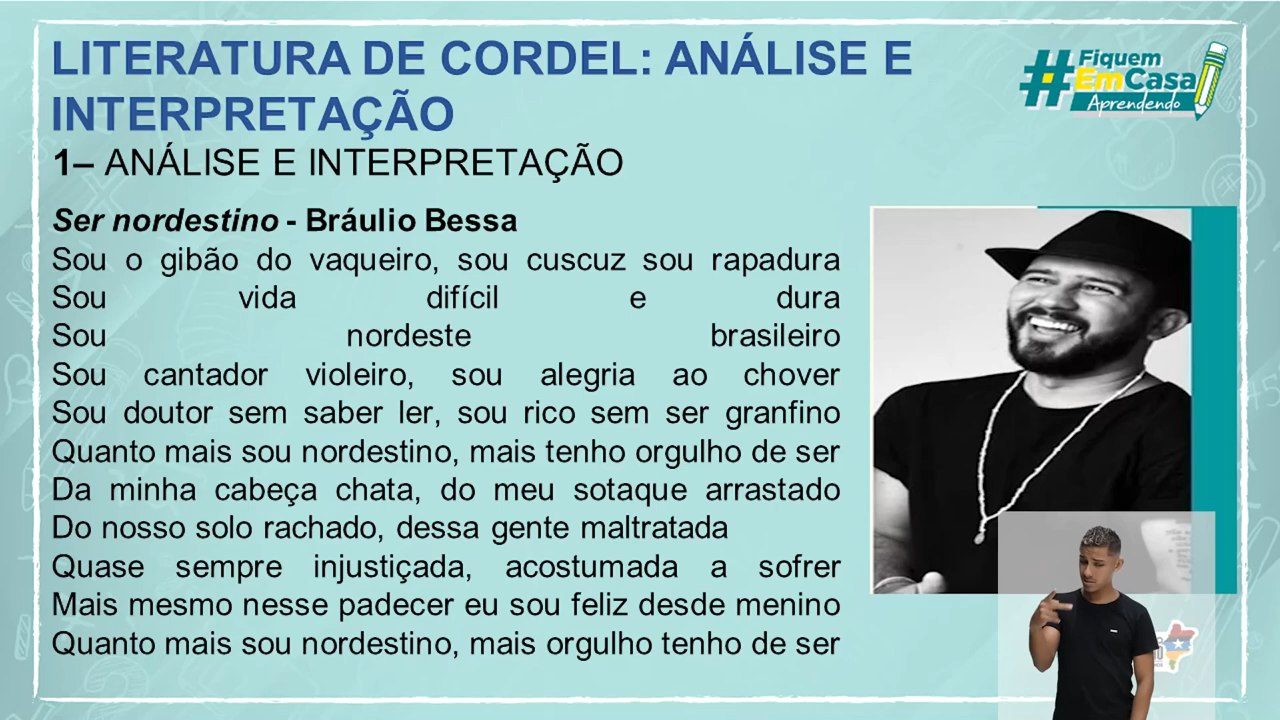 LITERATURA DE CORDEL: ANÁLISE E
INTERPRETAÇÃO
#Fiquem
EmCasa
Aprendendo
1– ANÁLISE E INTERPRETAÇÃO
Ser nordestino - Bráulio Bessa
Sou o gibão do vaqueiro, sou cuscuz sou rapadura
Sou vida difícil e dura
Sou nordeste brasileiro
Sou cantador violeiro, sou alegria ao chover
Sou doutor sem saber ler, sou rico sem ser granfino
Quanto mais sou nordestino, mais tenho orgulho de ser
Da minha cabeça chata, do meu sotaque arrastado
Do nosso solo rachado, dessa gente maltratada
Quase sempre injustiçada, acostumada a sofrer
Mais mesmo nesse padecer eu sou feliz desde menino
Quanto mais sou nordestino, mais orgulho tenho de ser